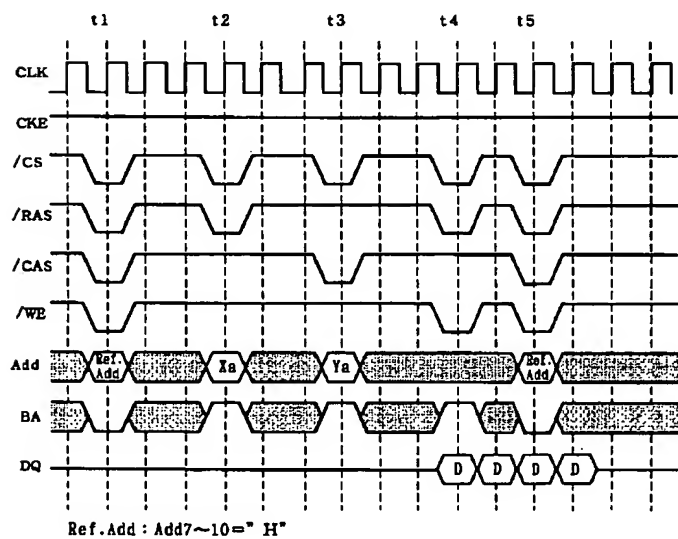 t1 t2 t3 t4 t5
CLK
CKE
/CS
/RAS
/CAS
/WE
Add Ref. Add Xa Ya Ref. Add
BA
DQ D D D D
Ref.Add : Add7~10=" H"